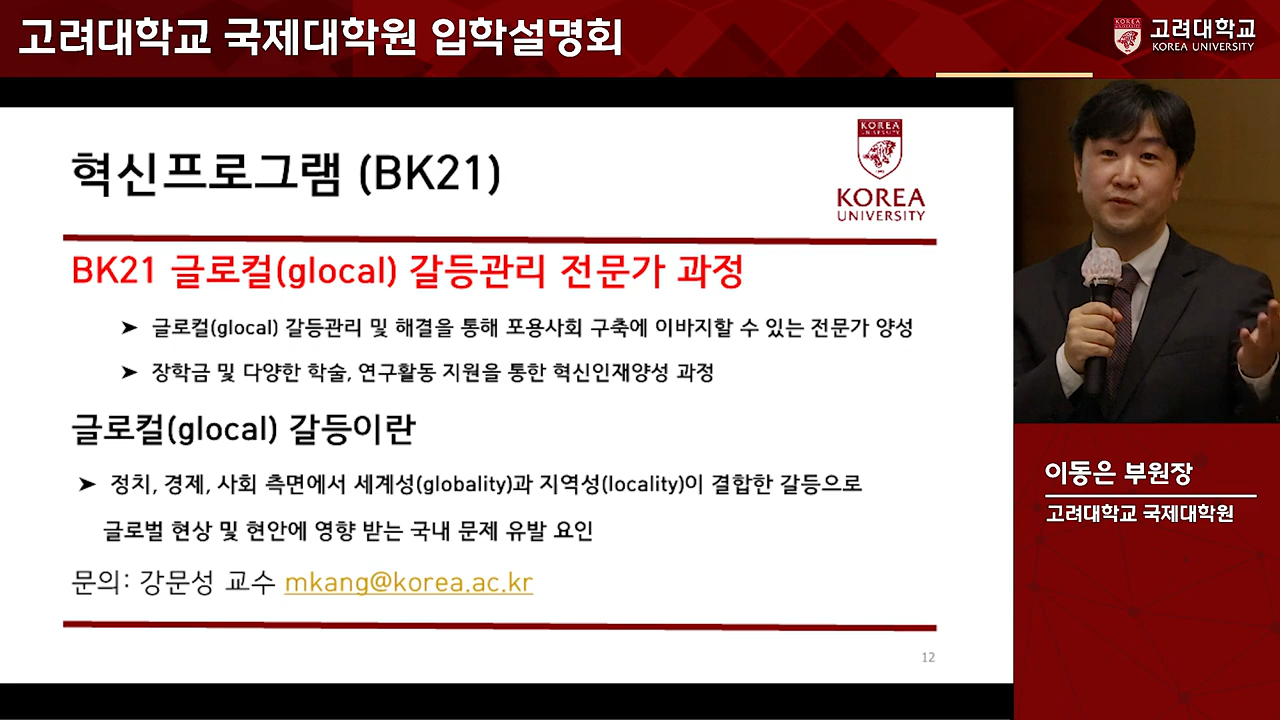 고려대학교 국제대학원 입학설명회
KOREA UNIVERSITY
고려대학교
KOREA UNIVERSITY
혁신프로그램 (BK21)
KOREA UNIVERSITY
KOREA
UNIVERSITY
BK21 글로컬(glocal) 갈등관리 전문가 과정
➤ 글로컬(glocal) 갈등관리 및 해결을 통해 포용사회 구축에 이바지할 수 있는 전문가 양성
➤ 장학금 및 다양한 학술, 연구활동 지원을 통한 혁신인재양성 과정
글로컬(glocal) 갈등이란
➤ 정치, 경제, 사회 측면에서 세계성(globality)과 지역성(locality)이 결합한 갈등으로
글로벌 현상 및 현안에 영향 받는 국내 문제 유발 요인
문의: 강문성 교수 mkang@korea.ac.kr
12
이동은 부원장
고려대학교 국제대학원